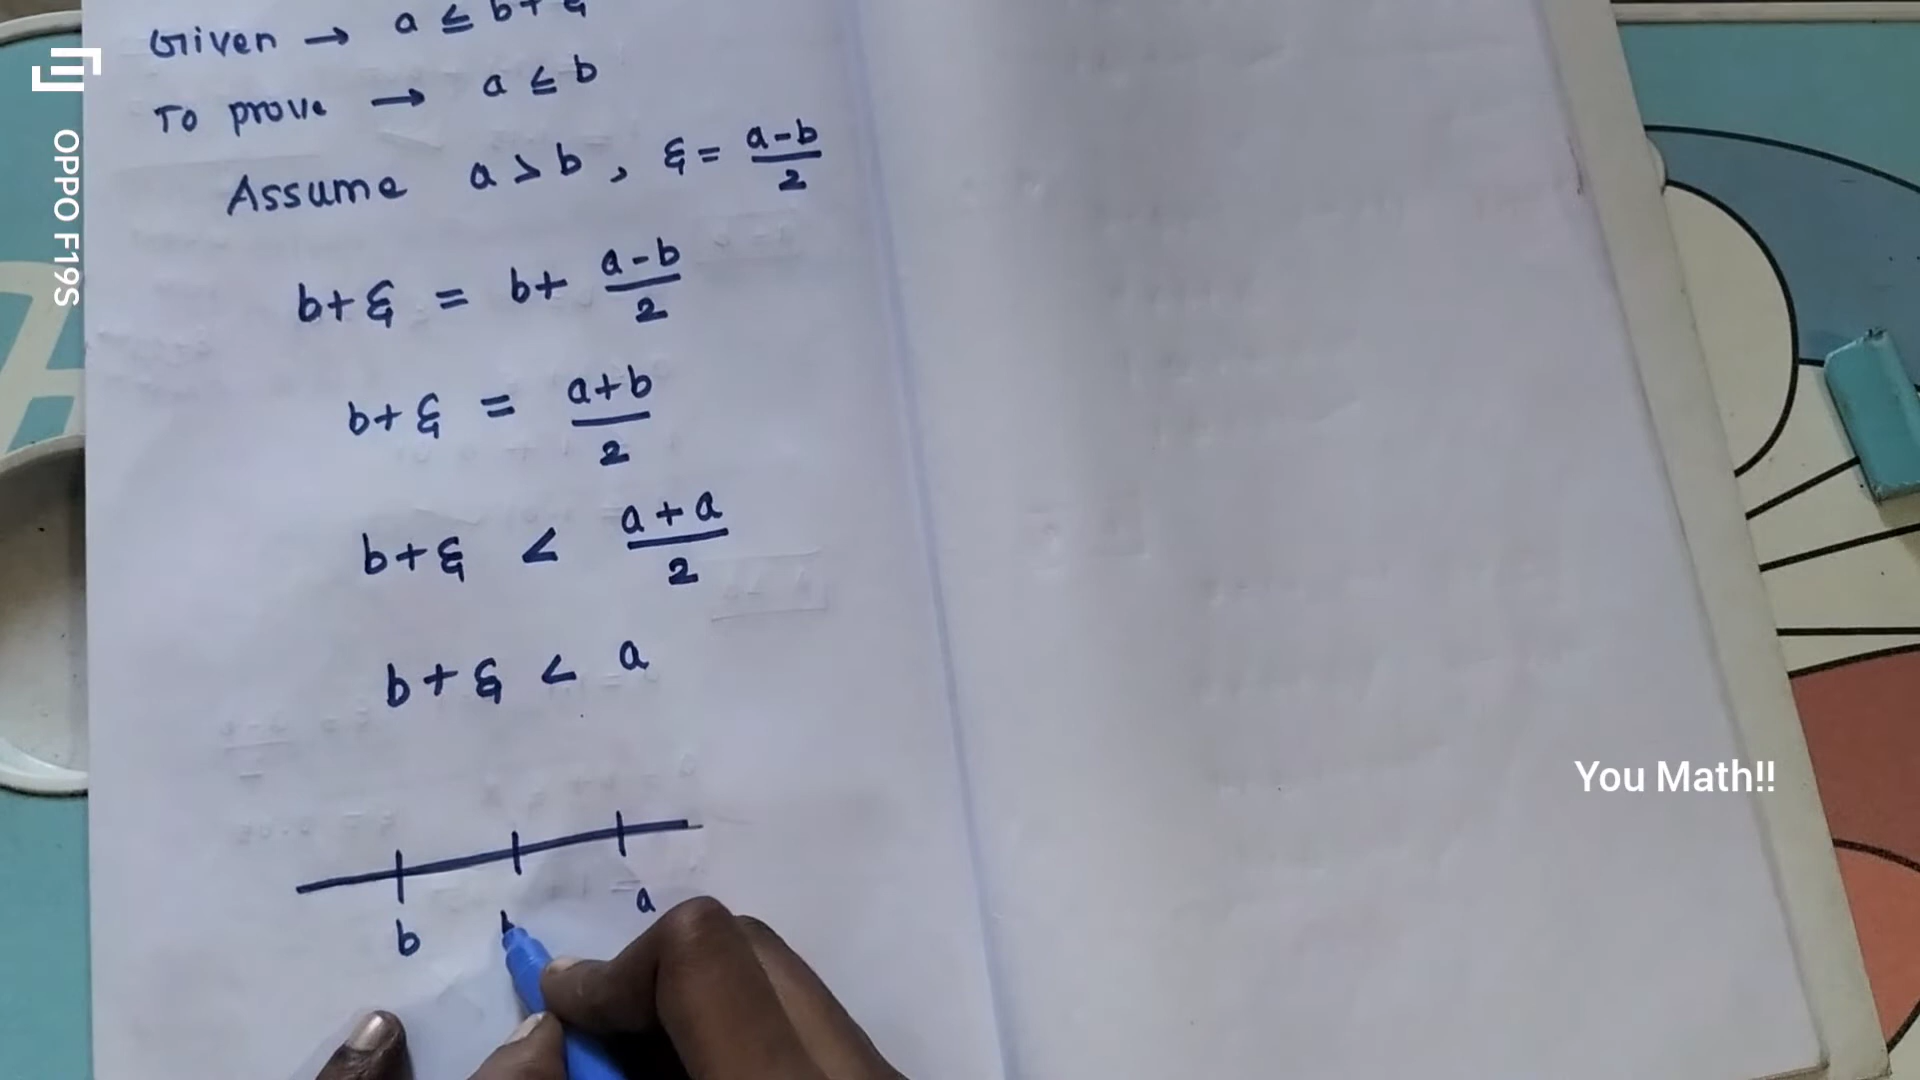 Given → a ≤ b + ε
To prove → a ≤ b
Assume a > b , ε = a-b/2
b+ε = b+ a-b/2
b+ε = a+b/2
b+ε < a+a/2
b+ε < a
b a
OPPO F19S
You Math!!